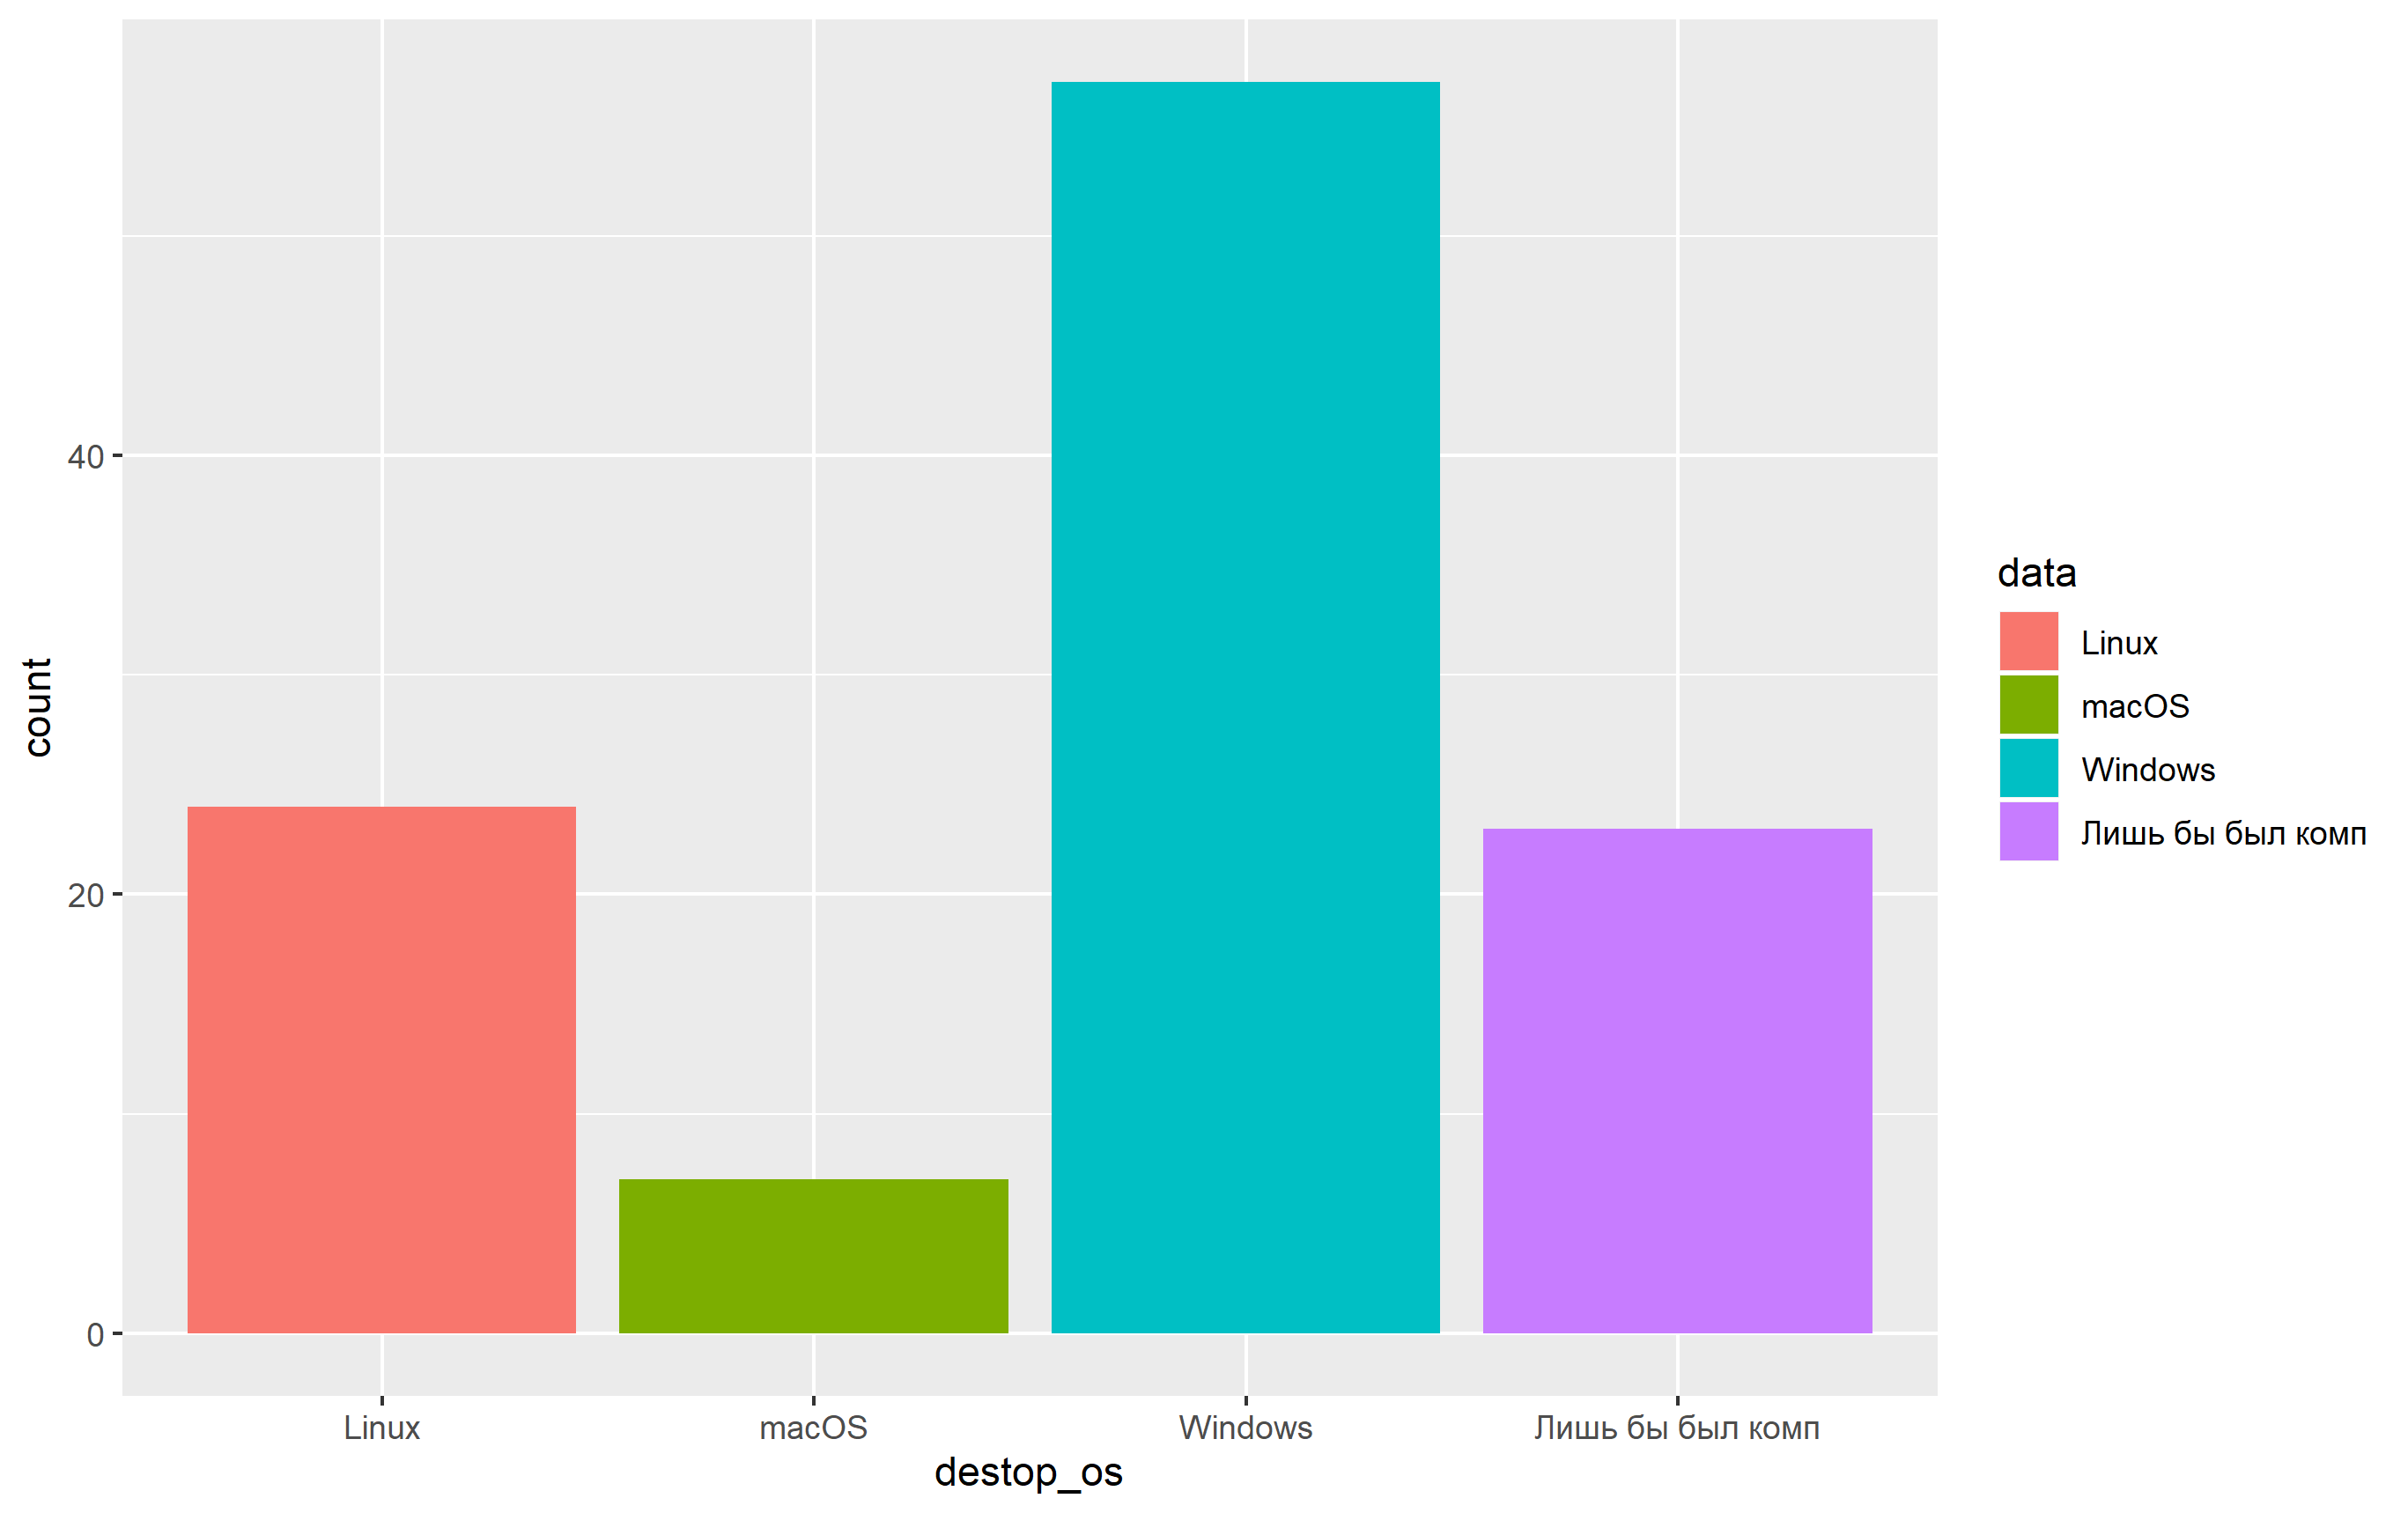 count
40
20
0
Linux
macOS
Windows
Лишь бы был комп
destop_os
data
Linux
macOS
Windows
Лишь бы был комп